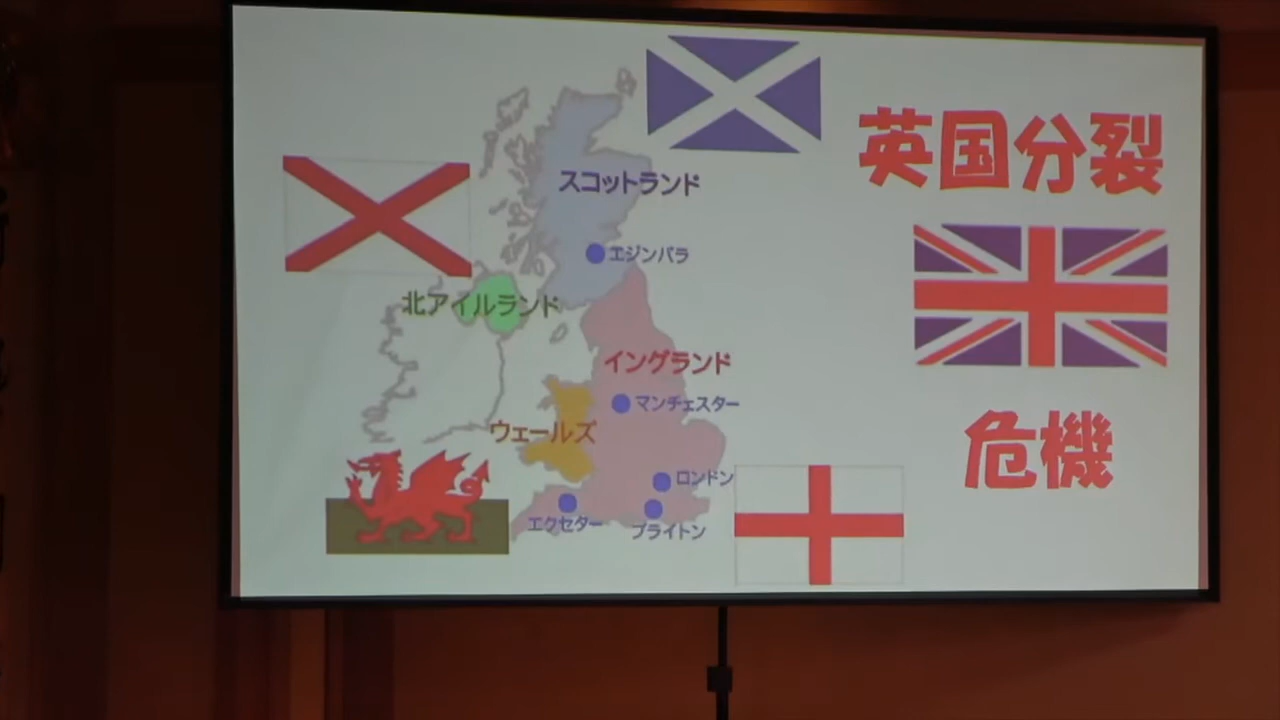 英国分裂
スコットランド
エジンバラ
北アイルランド
イングランド
マンチェスター
ウェールズ
危機
ロンドン
エクセター
ブライトン